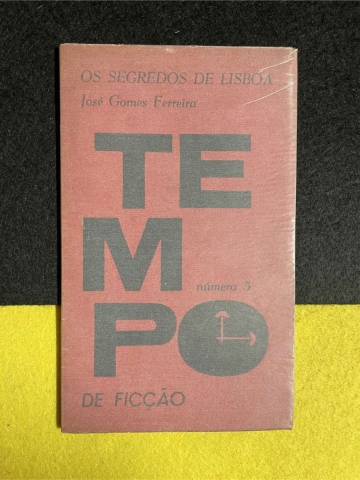 OS SEGREDOS DE LISBOA
José Gomes Ferreira
TE
M
número 5
PO
DE FICÇÃO